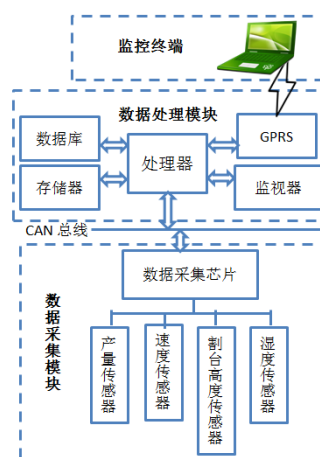 监控终端
数据处理模块
数据库
处理器
GPRS
存储器
监视器
CAN 总线
数据采集芯片
数据采集模块
产量传感器
速度传感器
割台高度传感器
湿度传感器